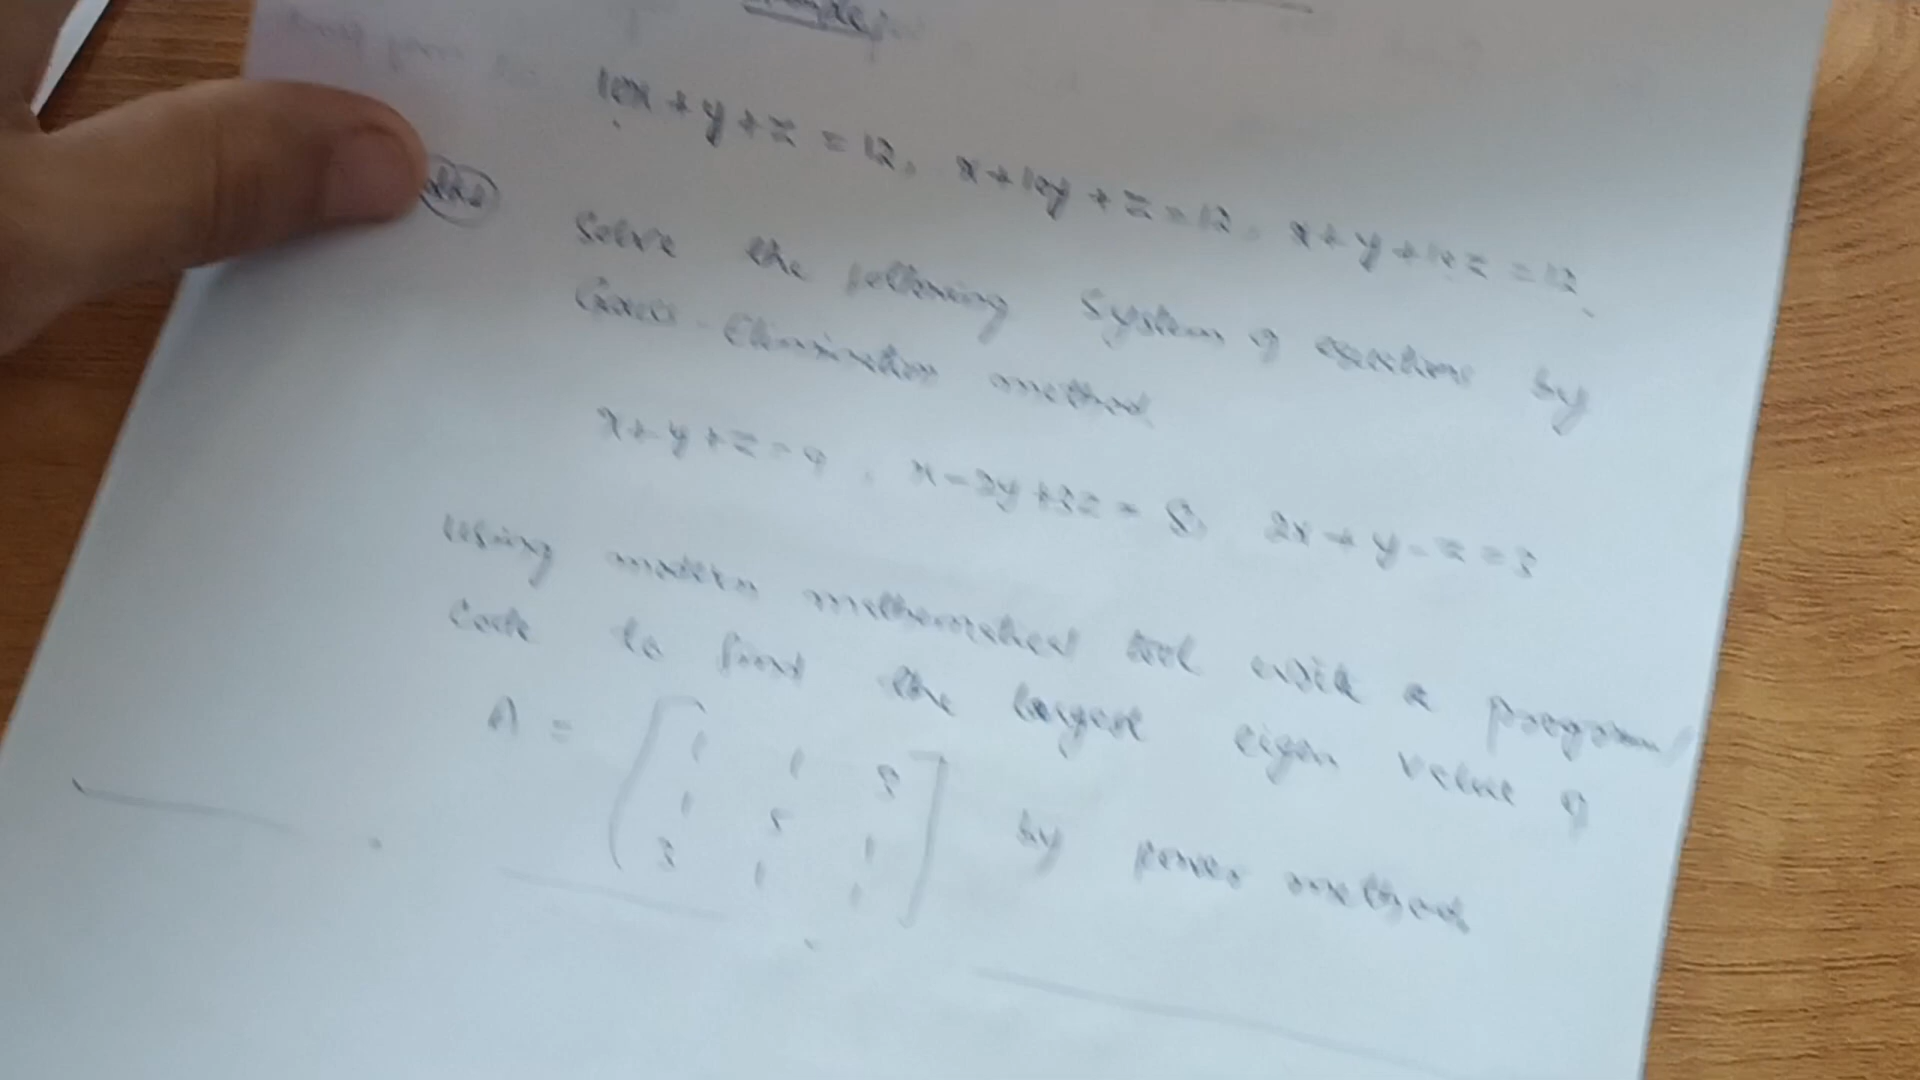 10x + y + z = 12, x + 10y + z = 12, x + y + 10z = 12.
Solve the following System of equations by
Gauss - Elimination method
x + y + z = 9, x - 2y + 3z = 8, 2x + y - z = 3
Using modern mathematical tool write a program/
code to find the largest eigen value of
A = [ 1 1 3
1 5 1
3 1 1 ] by power method.